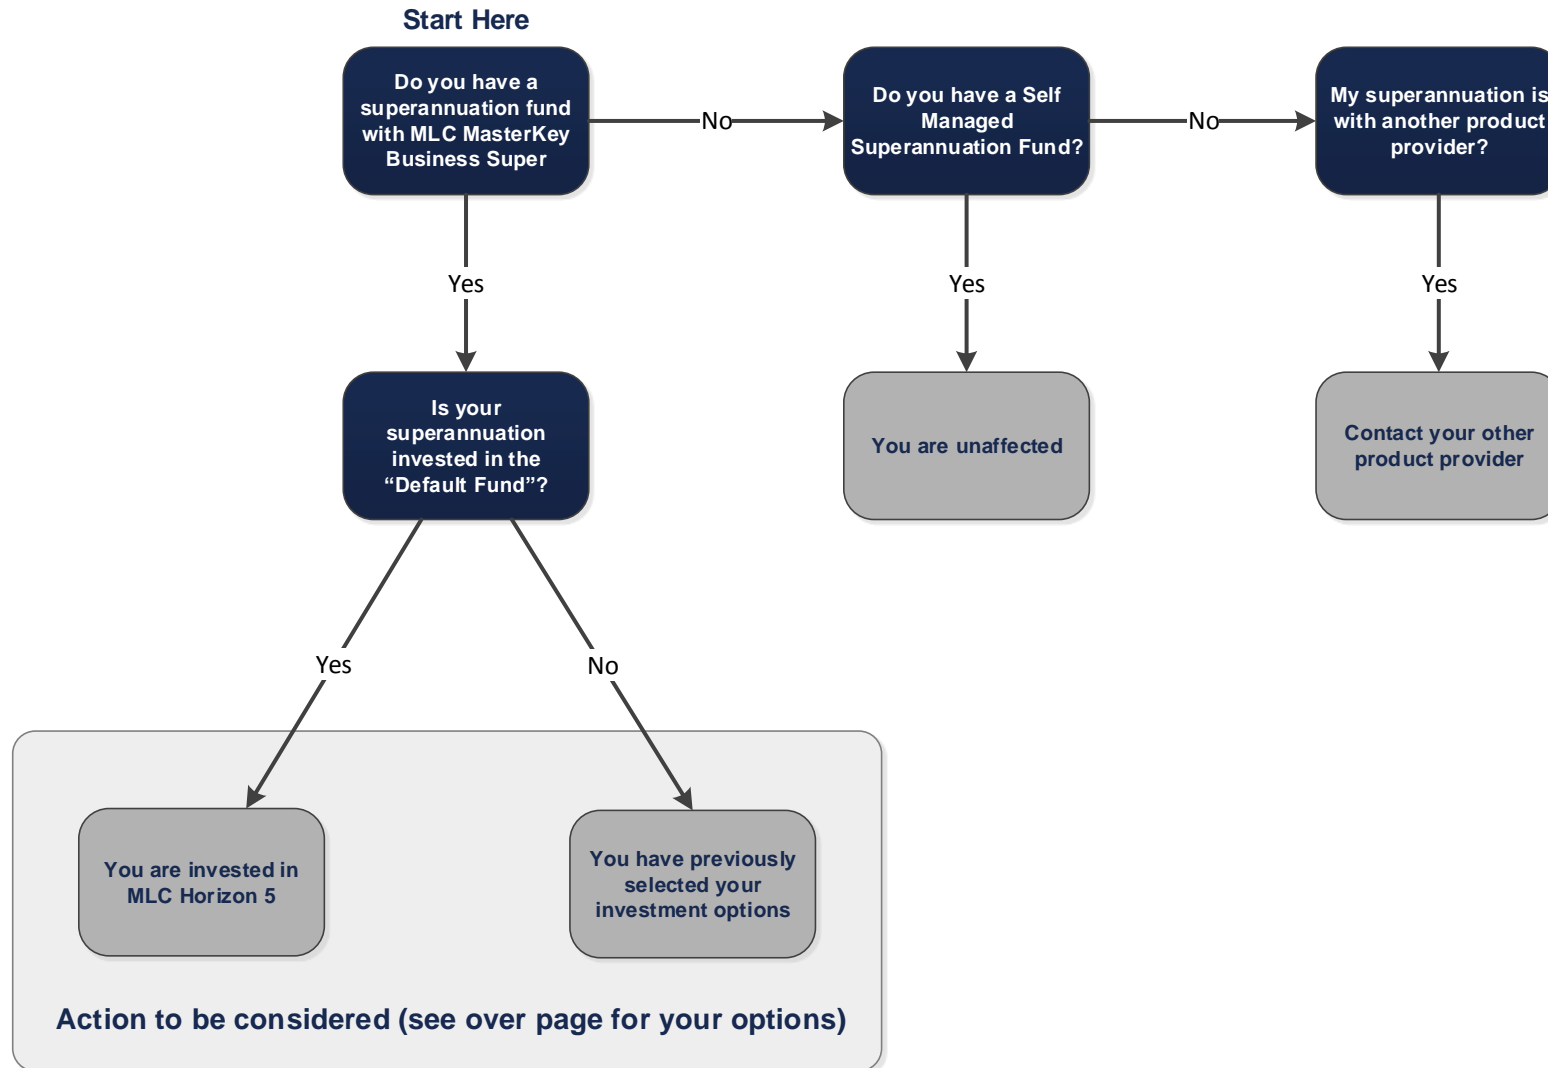 Start Here
Do you have a
superannuation fund
with MLC MasterKey
Business Super
No
Do you have a Self
Managed
Superannuation Fund?
No
My superannuation is
with another product
provider?
Yes
Yes
Yes
Is your
superannuation
invested in the
“Default Fund”?
You are unaffected
Contact your other
product provider
Yes
No
You are invested in
MLC Horizon 5
You have previously
selected your
investment options
Action to be considered (see over page for your options)